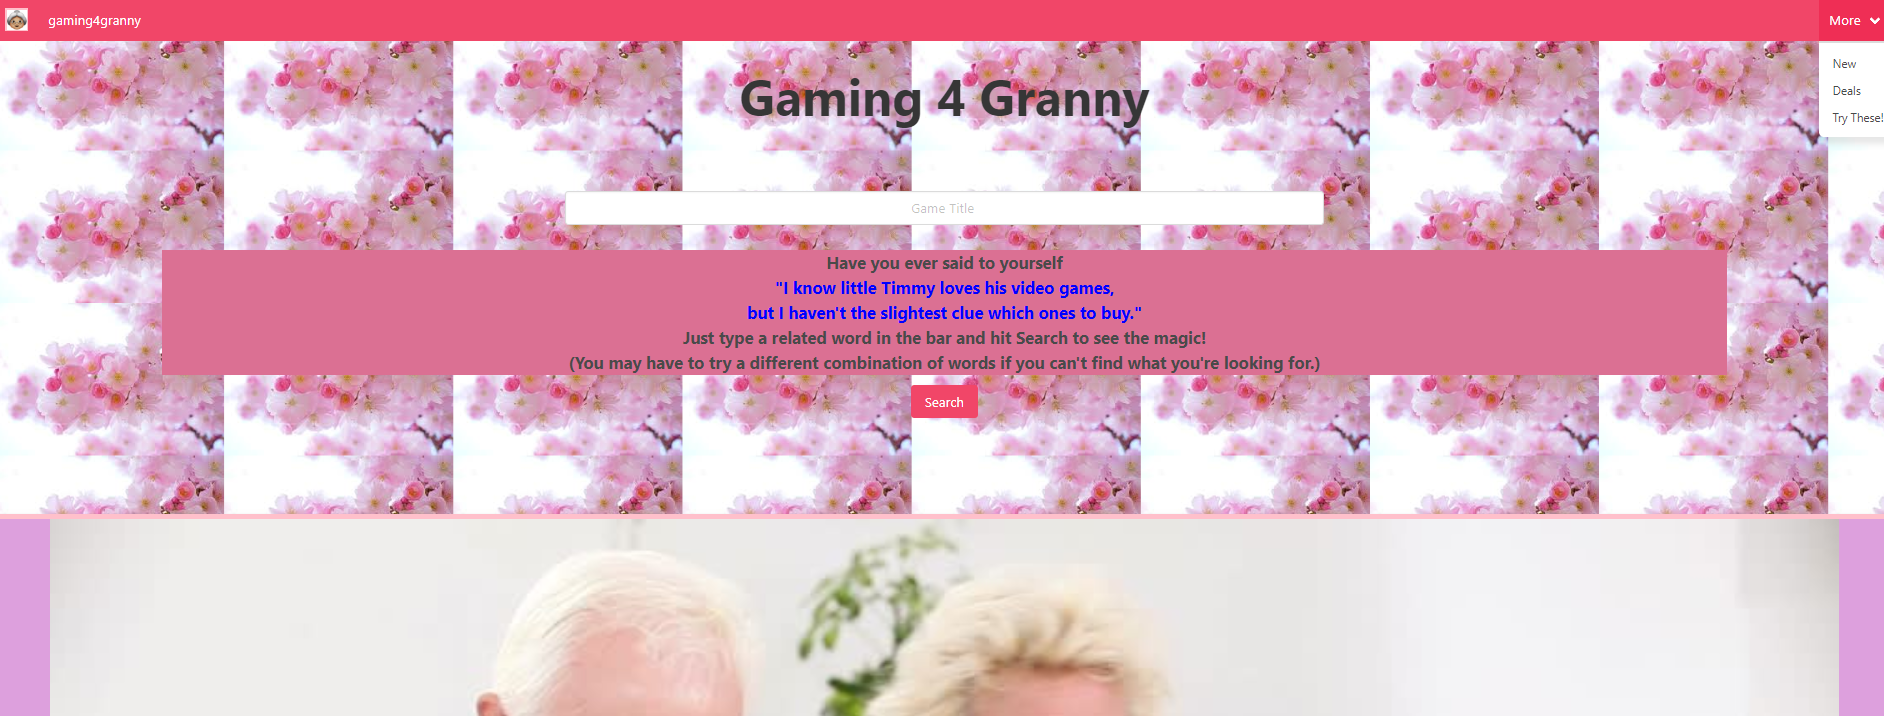 gaming4granny
More
New
Deals
Try These!
Gaming 4 Granny
Game Title
Have you ever said to yourself
"I know little Timmy loves his video games,
but I haven't the slightest clue which ones to buy."
Just type a related word in the bar and hit Search to see the magic!
(You may have to try a different combination of words if you can't find what you're looking for.)
Search